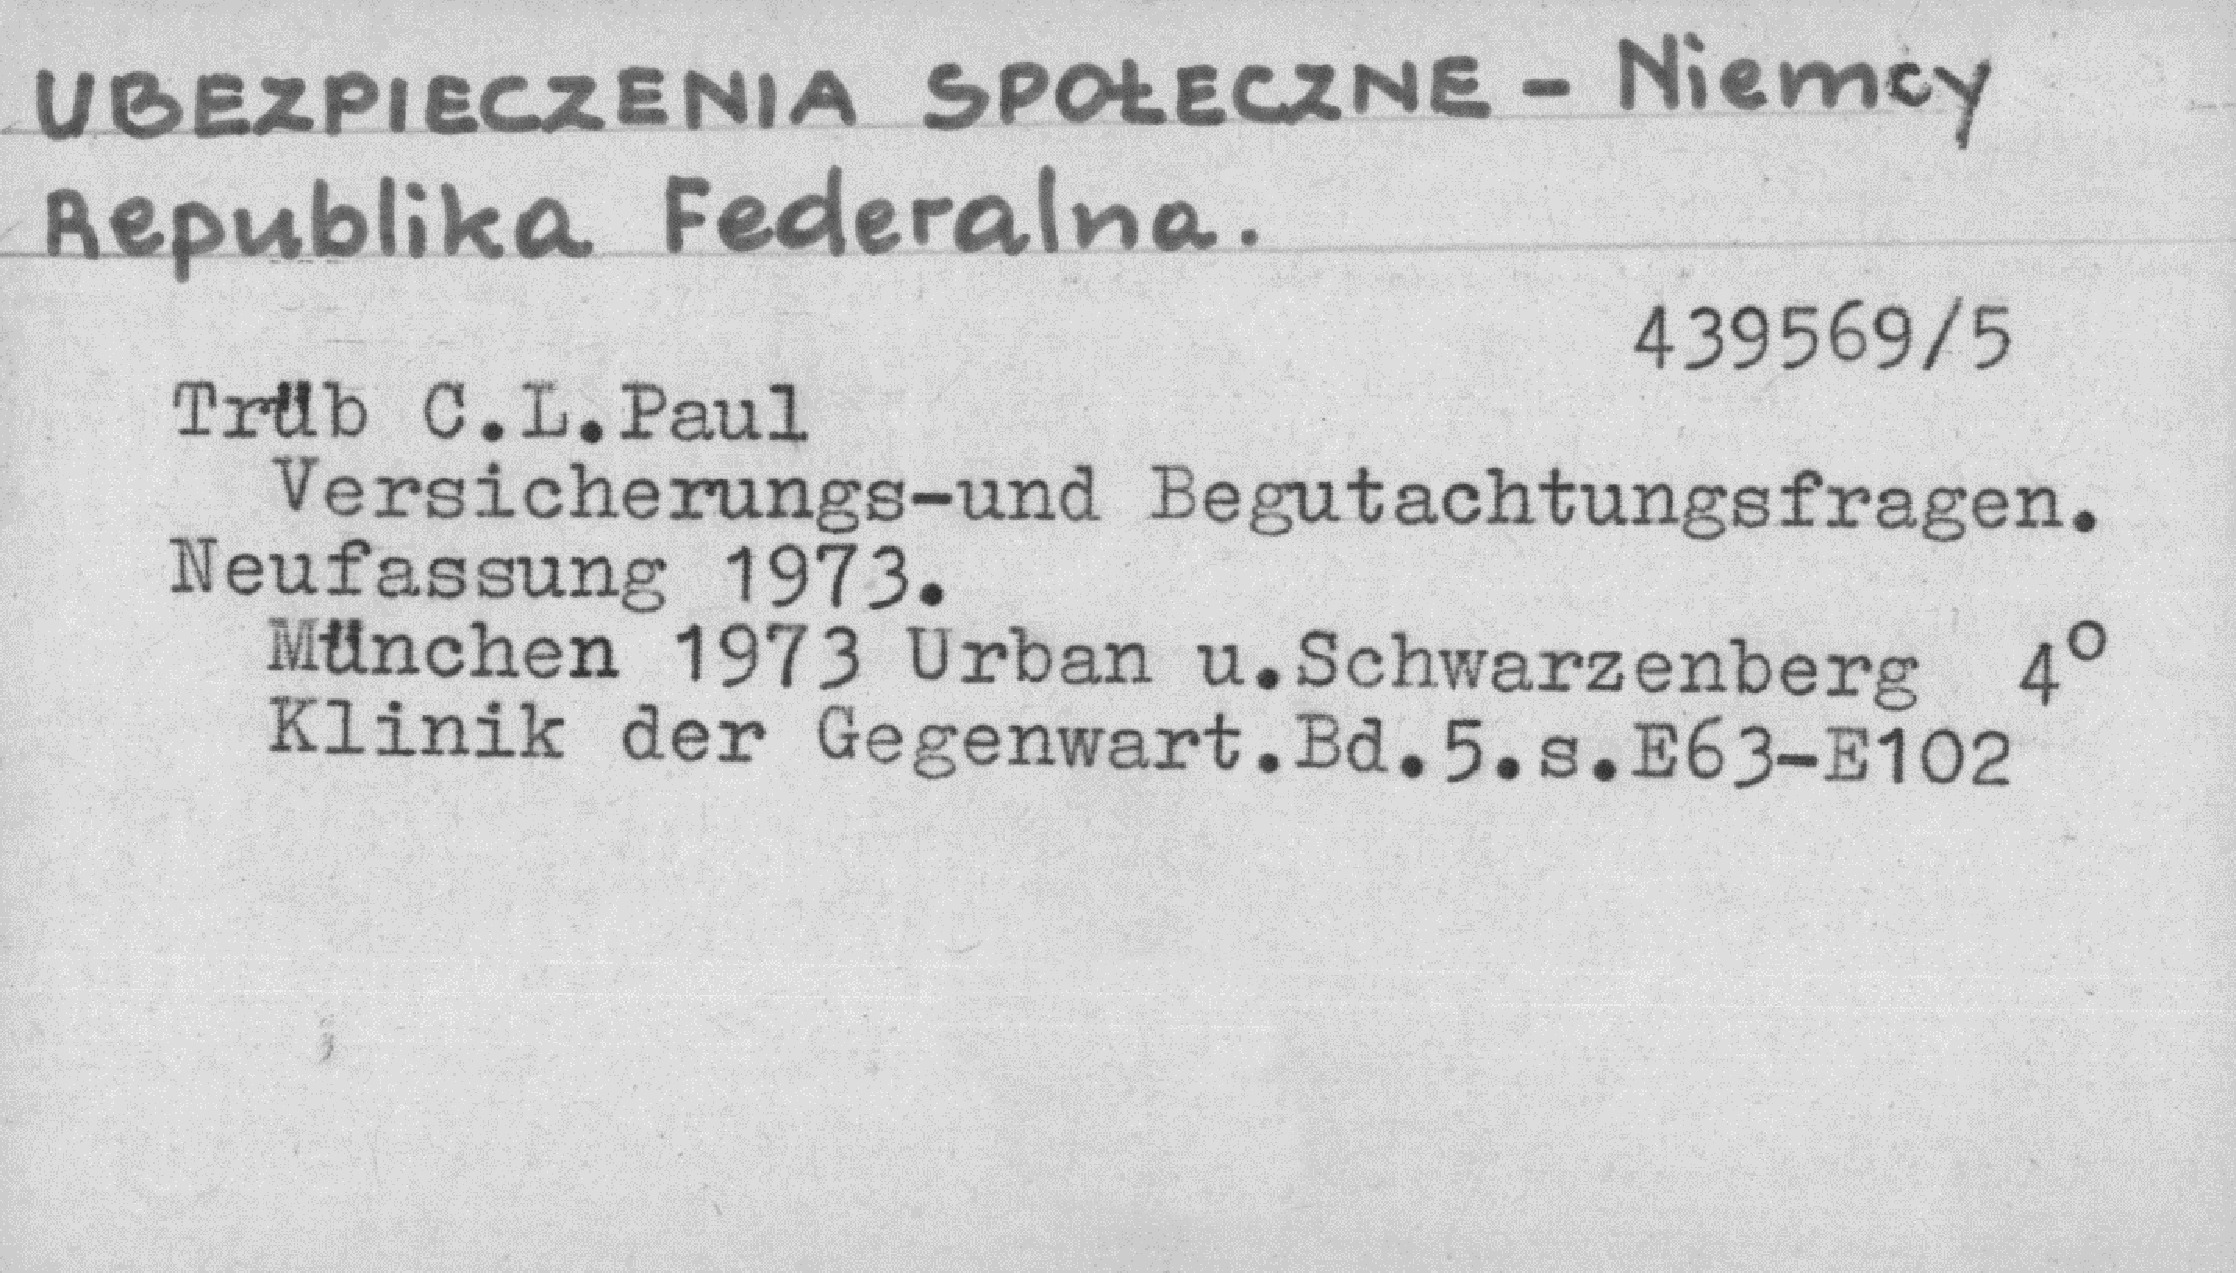 UBEZPIECZENIA SPOŁECZNE - Niemcy
Republika Federalna.
439569/5
Trüb C.L.Paul
Versicherungs-und Begutachtungsfragen.
Neufassung 1973.
München 1973 Urban u.Schwarzenberg 4º
Klinik der Gegenwart.Bd.5.s.E63-E102